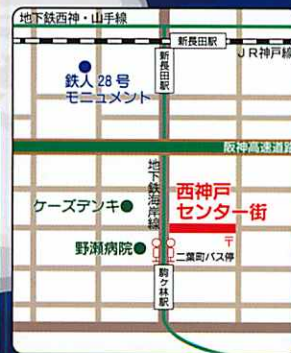 地下鉄西神・山手線
新長田駅
JR神戸線
新長田駅
鉄人28号
モニュメント
阪神高速道路
地下鉄海岸線
西神戸
センター街
ケーズデンキ
野瀬病院
〒
二葉町バス停
駒ヶ林駅